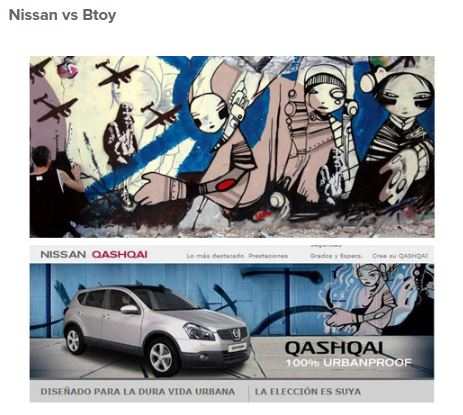 Nissan vs Btoy
NISSAN QASHQAI
Lo más destacado Prestaciones Grados y Especs. Cree su QASHQAI
QASHQAI
100% URBANPROOF
DISEÑADO PARA LA DURA VIDA URBANA LA ELECCIÓN ES SUYA